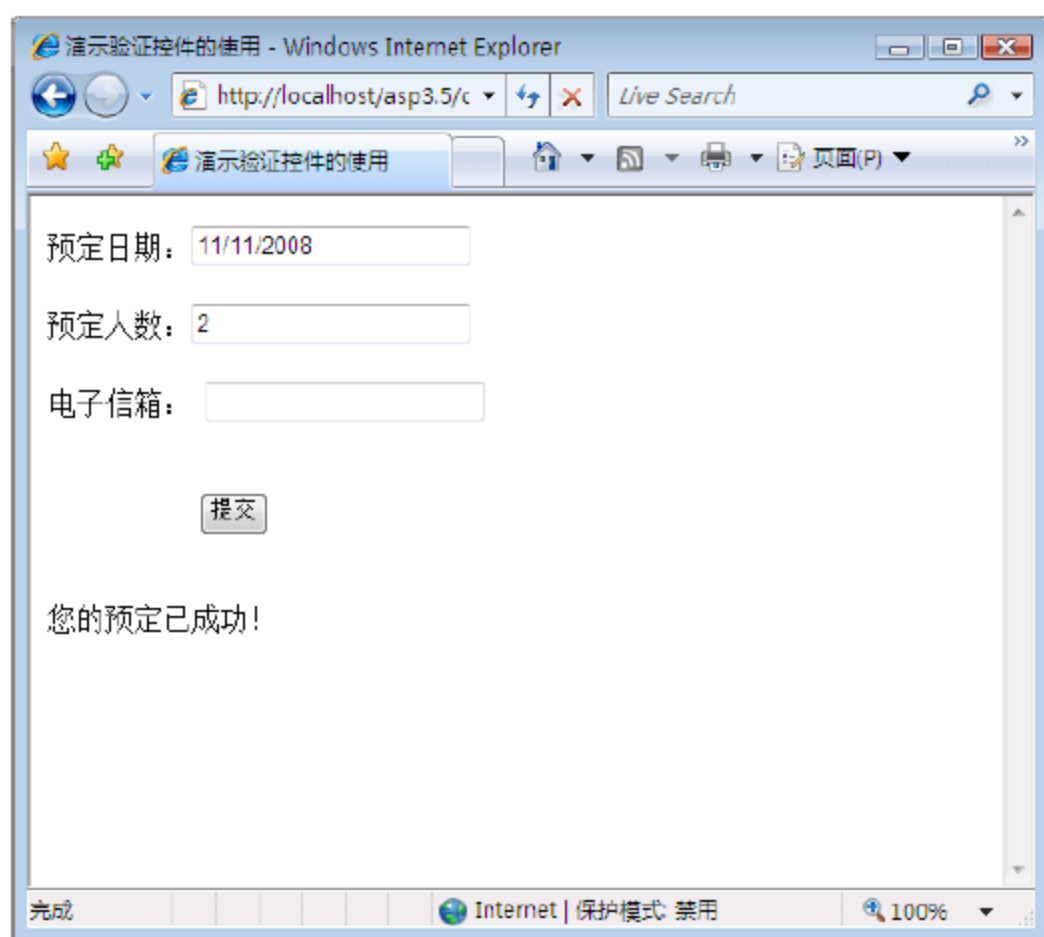 演示验证控件的使用 - Windows Internet Explorer
http://localhost/asp3.5/c
Live Search
演示验证控件的使用
页面(P)
预定日期：11/11/2008
预定人数：2
电子信箱：
提交
您的预定已成功！
完成
Internet | 保护模式: 禁用
100%